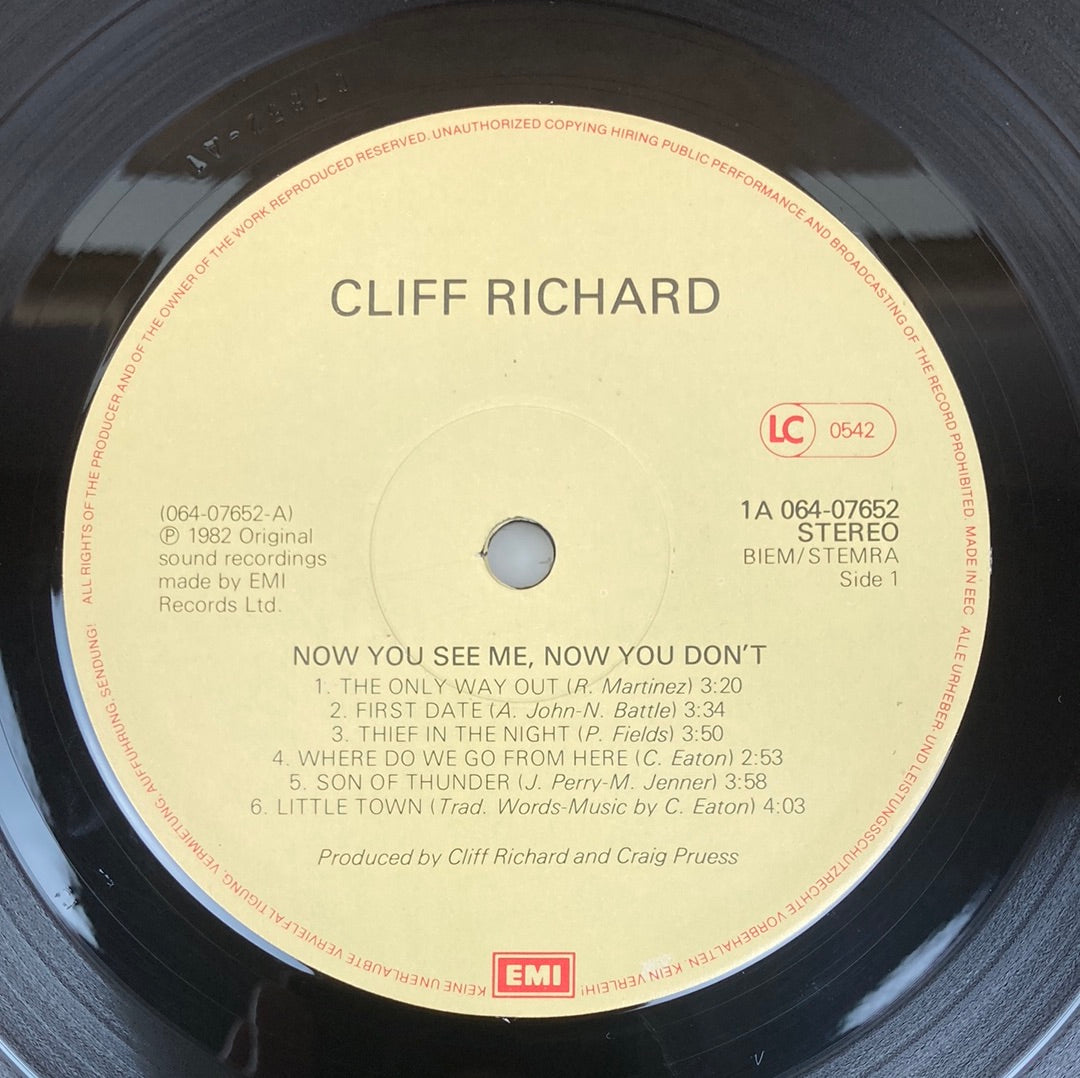 ALL RIGHTS OF THE PRODUCER AND OF THE OWNER OF THE WORK REPRODUCED RESERVED. UNAUTHORIZED COPYING HIRING PUBLIC PERFORMANCE AND BROADCASTING OF THE RECORD PROHIBITED. MADE IN EEC
CLIFF RICHARD
LC 0542
(064-07652-A)
℗ 1982 Original
sound recordings
made by EMI
Records Ltd.
1A 064-07652
STEREO
BIEM/STEMRA
Side 1
NOW YOU SEE ME, NOW YOU DON'T
1. THE ONLY WAY OUT (R. Martinez) 3:20
2. FIRST DATE (A. John-N. Battle) 3:34
3. THIEF IN THE NIGHT (P. Fields) 3:50
4. WHERE DO WE GO FROM HERE (C. Eaton) 2:53
5. SON OF THUNDER (J. Perry-M. Jenner) 3:58
6. LITTLE TOWN (Trad. Words-Music by C. Eaton) 4:03
Produced by Cliff Richard and Craig Pruess
EMI
ALLE URHEBER- UND LEISTUNGSSCHUTZRECHTE VORBEHALTEN KEIN VERLEIH!
KEINE UNERLAUBTE VERVIELFALTIGUNG, VERMIETUNG, AUFFUHRUNG, SENDUNG!